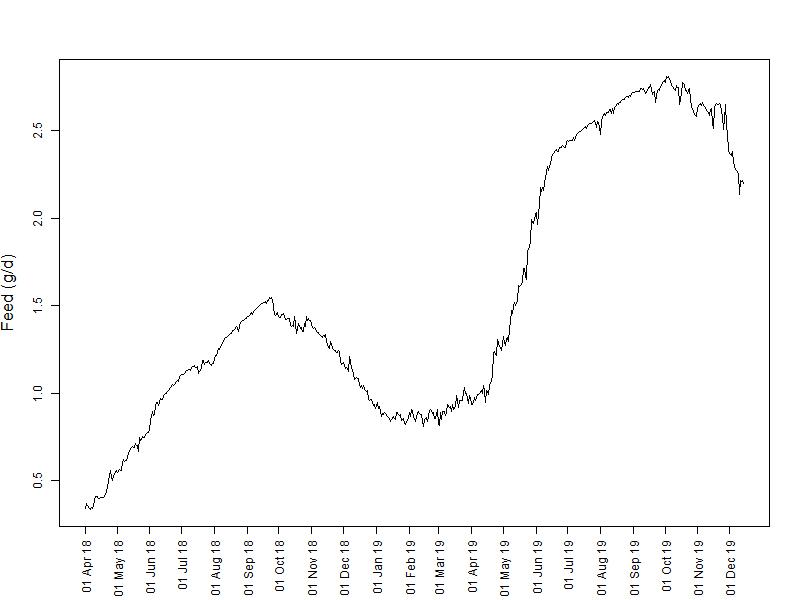 Feed (g/d)
2.5
2.0
1.5
1.0
0.5
01 Apr 18
01 May 18
01 Jun 18
01 Jul 18
01 Aug 18
01 Sep 18
01 Oct 18
01 Nov 18
01 Dec 18
01 Jan 19
01 Feb 19
01 Mar 19
01 Apr 19
01 May 19
01 Jun 19
01 Jul 19
01 Aug 19
01 Sep 19
01 Oct 19
01 Nov 19
01 Dec 19